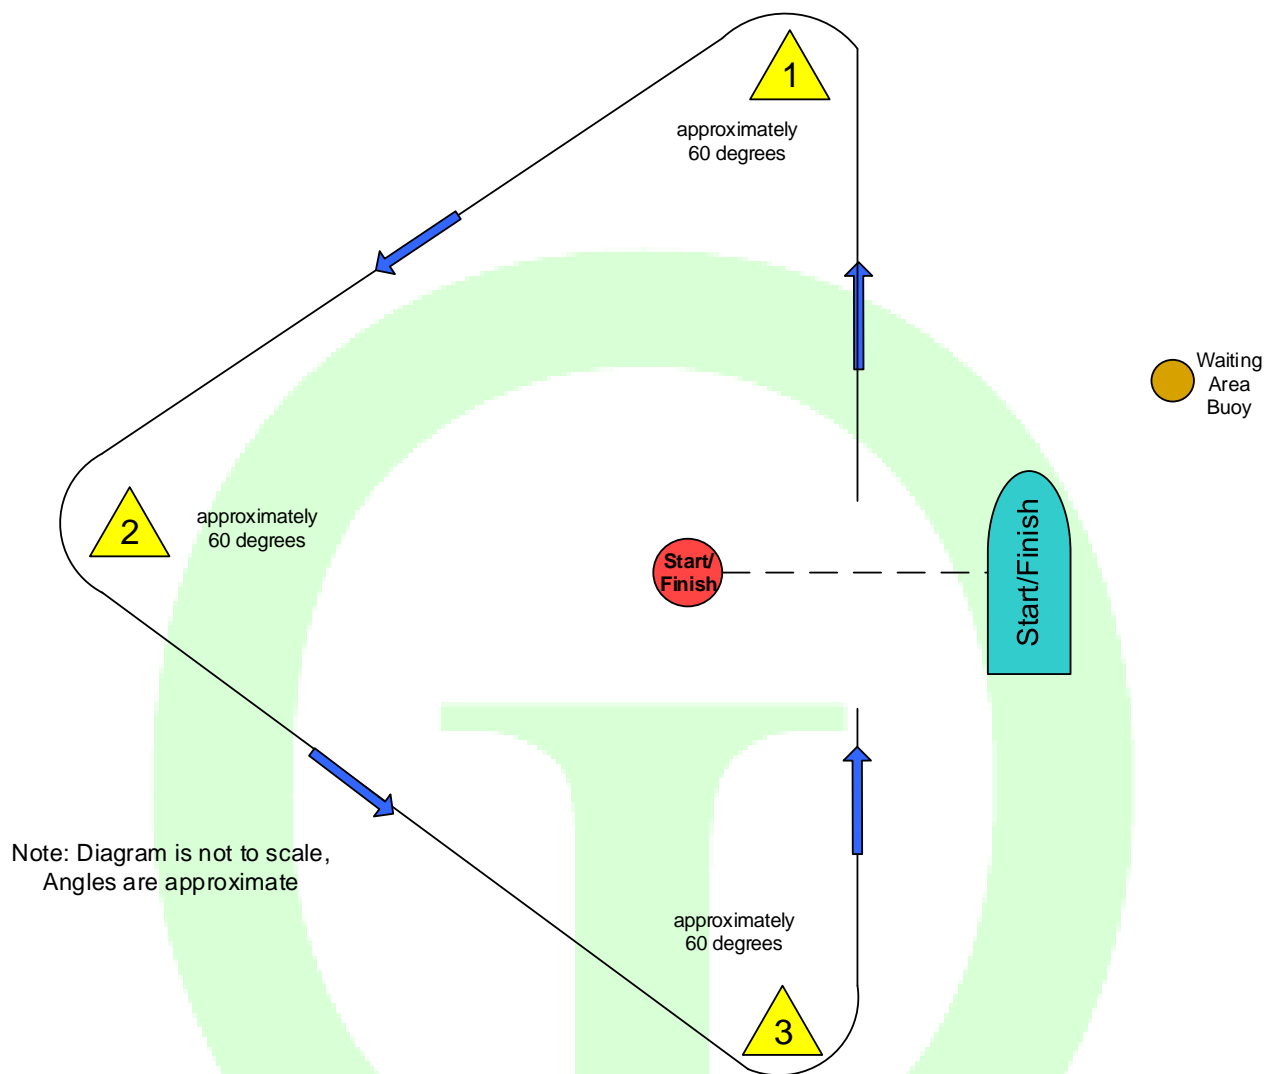 1
approximately
60 degrees
Waiting
Area
Buoy
2
approximately
60 degrees
Start/
Finish
Start/Finish
Note: Diagram is not to scale,
Angles are approximate
approximately
60 degrees
3